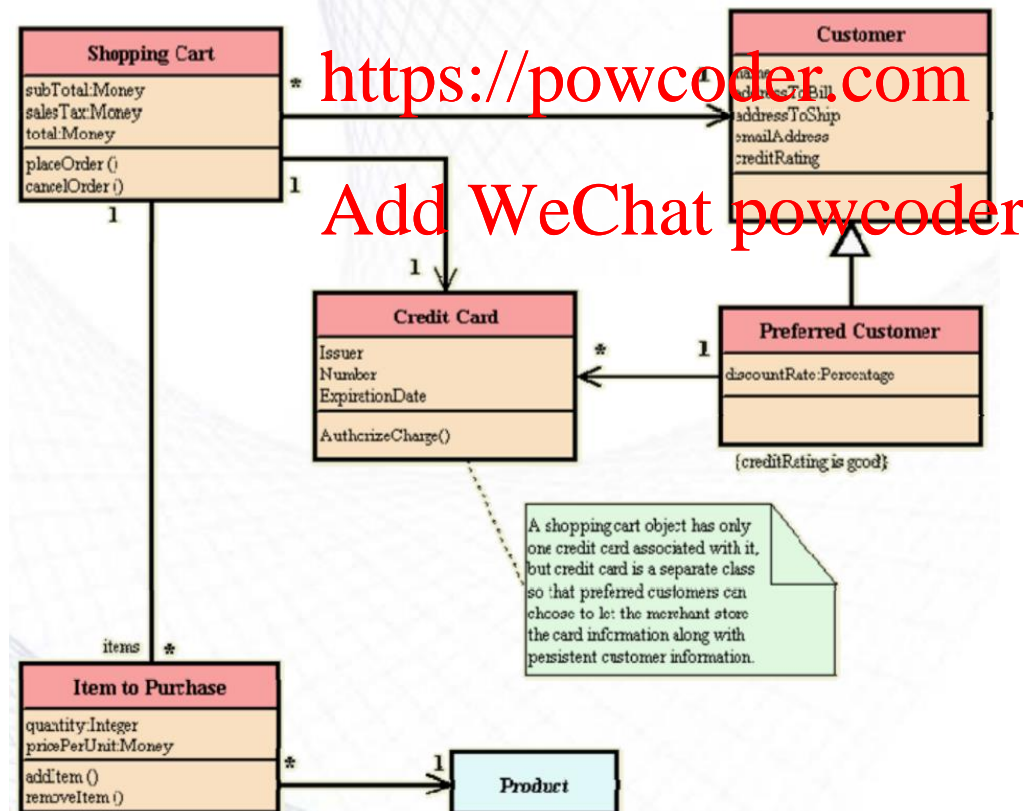 Shopping Cart
subTotal:Money
salesTax:Money
total:Money
placeOrder ()
cancelOrder ()
*
1
1
https://powcoder.com
Add WeChat powcoder
Customer
name
addressToBill
addressToShip
emailAddress
creditRating
1
Credit Card
Issuer
Number
ExpiretionDate
AuthorizeCharge()
*
1
Preferred Customer
discountRate:Percentage
{creditRating is good}
A shopping cart object has only
one credit card associated with it,
but credit card is a separate class
so that preferred customers can
choose to let the merchant store
the card information along with
persistent customer information.
items
*
Item to Purchase
quantity:Integer
pricePerUnit:Money
addItem ()
removeItem ()
*
1
Product